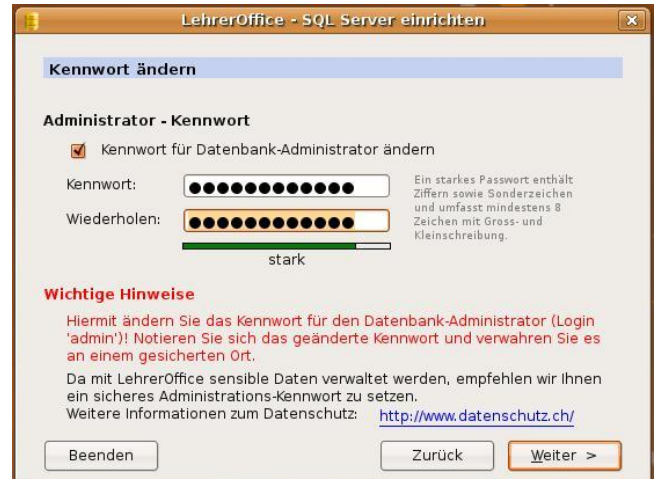 LehrerOffice - SQL Server einrichten
Kennwort ändern
Administrator - Kennwort
Kennwort für Datenbank-Administrator ändern
Kennwort:
Ein starkes Passwort enthält
Ziffern sowie Sonderzeichen
und umfasst mindestens 8
Zeichen mit Gross- und
Kleinschreibung.
Wiederholen:
stark
Wichtige Hinweise
Hiermit ändern Sie das Kennwort für den Datenbank-Administrator (Login
'admin')! Notieren Sie sich das geänderte Kennwort und verwahren Sie es
an einem gesicherten Ort.
Da mit LehrerOffice sensible Daten verwaltet werden, empfehlen wir Ihnen
ein sicheres Administrations-Kennwort zu setzen.
Weitere Informationen zum Datenschutz: http://www.datenschutz.ch/
Beenden Zurück Weiter >